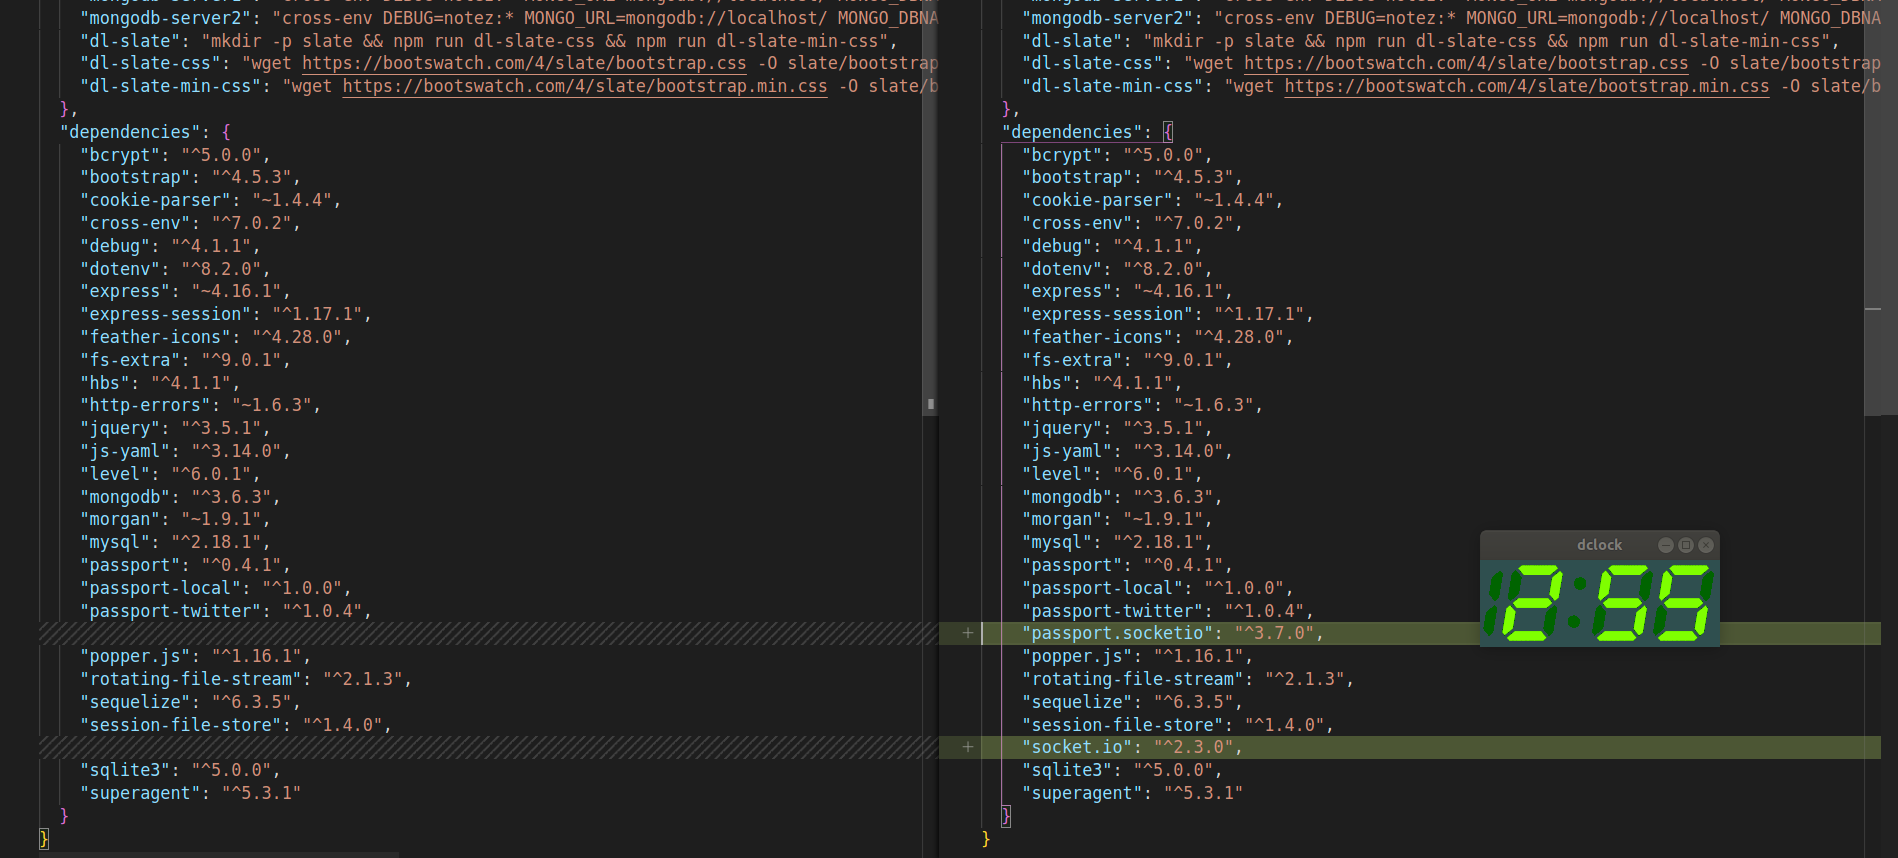 "mongodb-server2": "cross-env DEBUG=notez:* MONGO_URL=mongodb://localhost/ MONGO_DBNA
"dl-slate": "mkdir -p slate && npm run dl-slate-css && npm run dl-slate-min-css",
"dl-slate-css": "wget https://bootswatch.com/4/slate/bootstrap.css -O slate/bootstrap
"dl-slate-min-css": "wget https://bootswatch.com/4/slate/bootstrap.min.css -O slate/b
},
"dependencies": {
"bcrypt": "^5.0.0",
"bootstrap": "^4.5.3",
"cookie-parser": "~1.4.4",
"cross-env": "^7.0.2",
"debug": "^4.1.1",
"dotenv": "^8.2.0",
"express": "~4.16.1",
"express-session": "^1.17.1",
"feather-icons": "^4.28.0",
"fs-extra": "^9.0.1",
"hbs": "^4.1.1",
"http-errors": "~1.6.3",
"jquery": "^3.5.1",
"js-yaml": "^3.14.0",
"level": "^6.0.1",
"mongodb": "^3.6.3",
"morgan": "~1.9.1",
"mysql": "^2.18.1",
"passport": "^0.4.1",
"passport-local": "^1.0.0",
"passport-twitter": "^1.0.4",
"popper.js": "^1.16.1",
"rotating-file-stream": "^2.1.3",
"sequelize": "^6.3.5",
"session-file-store": "^1.4.0",
"sqlite3": "^5.0.0",
"superagent": "^5.3.1"
}
}
"mongodb-server2": "cross-env DEBUG=notez:* MONGO_URL=mongodb://localhost/ MONGO_DBNA
"dl-slate": "mkdir -p slate && npm run dl-slate-css && npm run dl-slate-min-css",
"dl-slate-css": "wget https://bootswatch.com/4/slate/bootstrap.css -O slate/bootstrap
"dl-slate-min-css": "wget https://bootswatch.com/4/slate/bootstrap.min.css -O slate/b
},
"dependencies": {
"bcrypt": "^5.0.0",
"bootstrap": "^4.5.3",
"cookie-parser": "~1.4.4",
"cross-env": "^7.0.2",
"debug": "^4.1.1",
"dotenv": "^8.2.0",
"express": "~4.16.1",
"express-session": "^1.17.1",
"feather-icons": "^4.28.0",
"fs-extra": "^9.0.1",
"hbs": "^4.1.1",
"http-errors": "~1.6.3",
"jquery": "^3.5.1",
"js-yaml": "^3.14.0",
"level": "^6.0.1",
"mongodb": "^3.6.3",
"morgan": "~1.9.1",
"mysql": "^2.18.1",
"passport": "^0.4.1",
"passport-local": "^1.0.0",
"passport-twitter": "^1.0.4",
+ "passport.socketio": "^3.7.0",
"popper.js": "^1.16.1",
"rotating-file-stream": "^2.1.3",
"sequelize": "^6.3.5",
"session-file-store": "^1.4.0",
+ "socket.io": "^2.3.0",
"sqlite3": "^5.0.0",
"superagent": "^5.3.1"
}
}
dclock
2:55